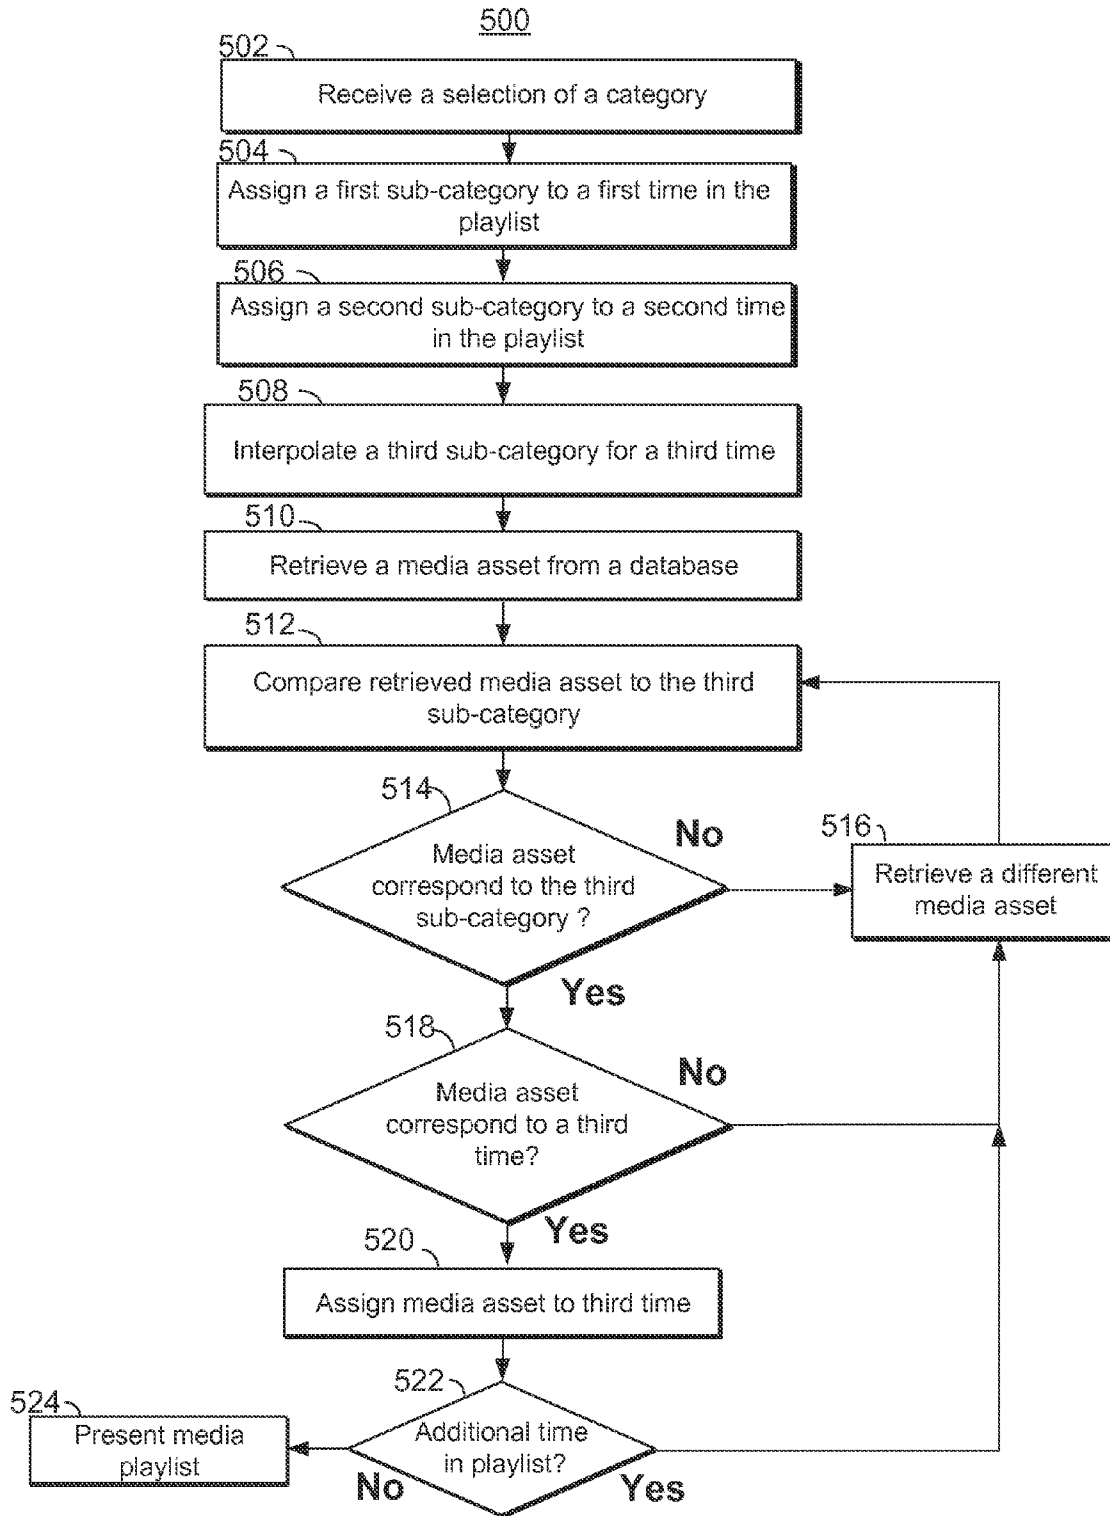 500
502
Receive a selection of a category
504
Assign a first sub-category to a first time in the
playlist
506
Assign a second sub-category to a second time
in the playlist
508
Interpolate a third sub-category for a third time
510
Retrieve a media asset from a database
512
Compare retrieved media asset to the third
sub-category
514
Media asset
correspond to the third
sub-category ?
No
516
Retrieve a different
media asset
Yes
518
Media asset
correspond to a third
time?
No
Yes
520
Assign media asset to third time
522
Additional time
in playlist?
524
Present media
playlist
No
Yes